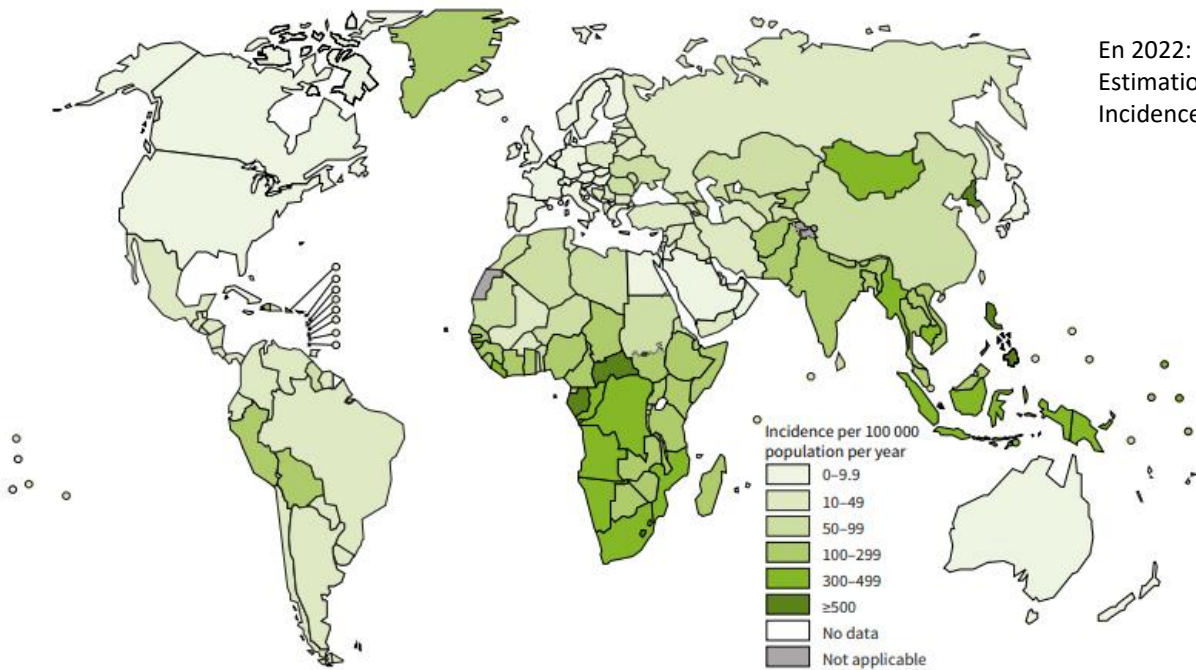 En 2022:
Estimatio
Incidence
Incidence per 100 000
population per year
0–9.9
10–49
50–99
100–299
300–499
≥500
No data
Not applicable